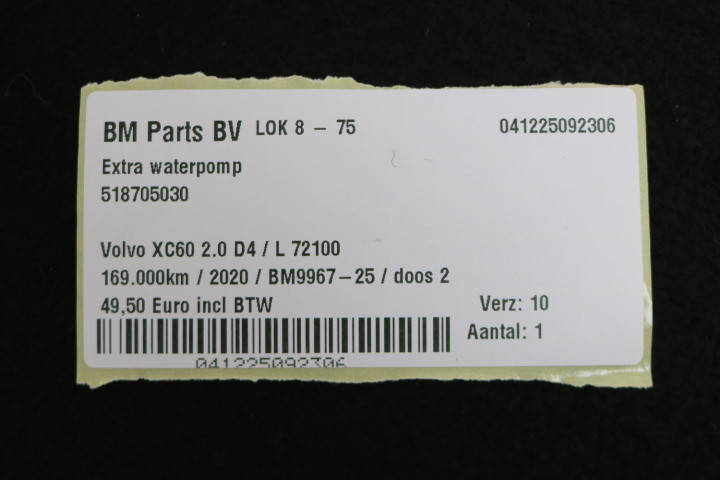 BM Parts BV LOK 8 – 75 041225092306
Extra waterpomp
518705030
Volvo XC60 2.0 D4 / L 72100
169.000km / 2020 / BM9967–25 / doos 2
49,50 Euro incl BTW Verz: 10
Aantal: 1
041225092306